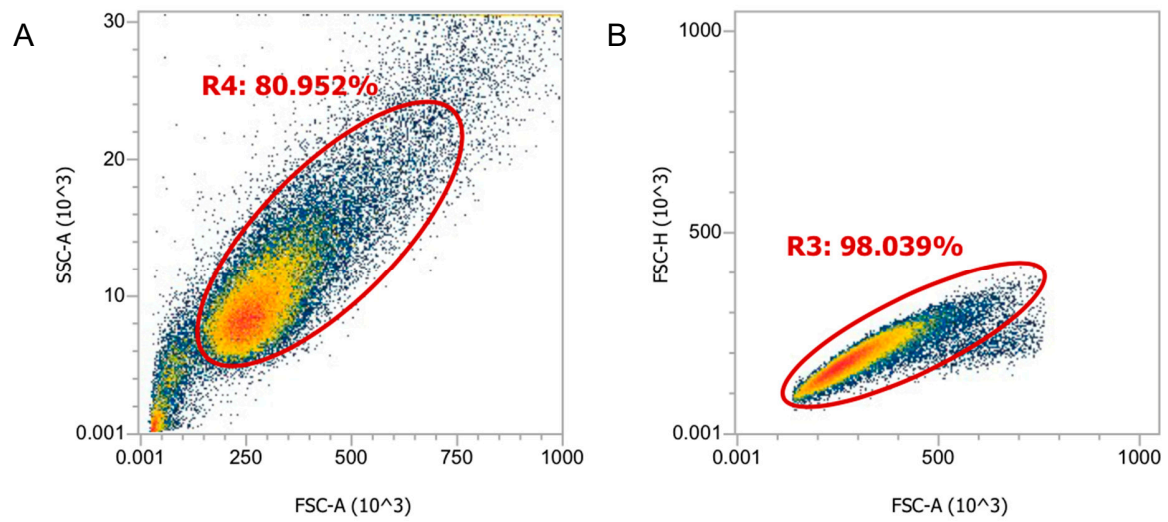 A
30
R4: 80.952%
20
SSC-A (10^3)
10
0.001
0.001 250 500 750 1000
FSC-A (10^3)
B
1000
FSC-H (10^3)
500
R3: 98.039%
0.001
0.001 500 1000
FSC-A (10^3)